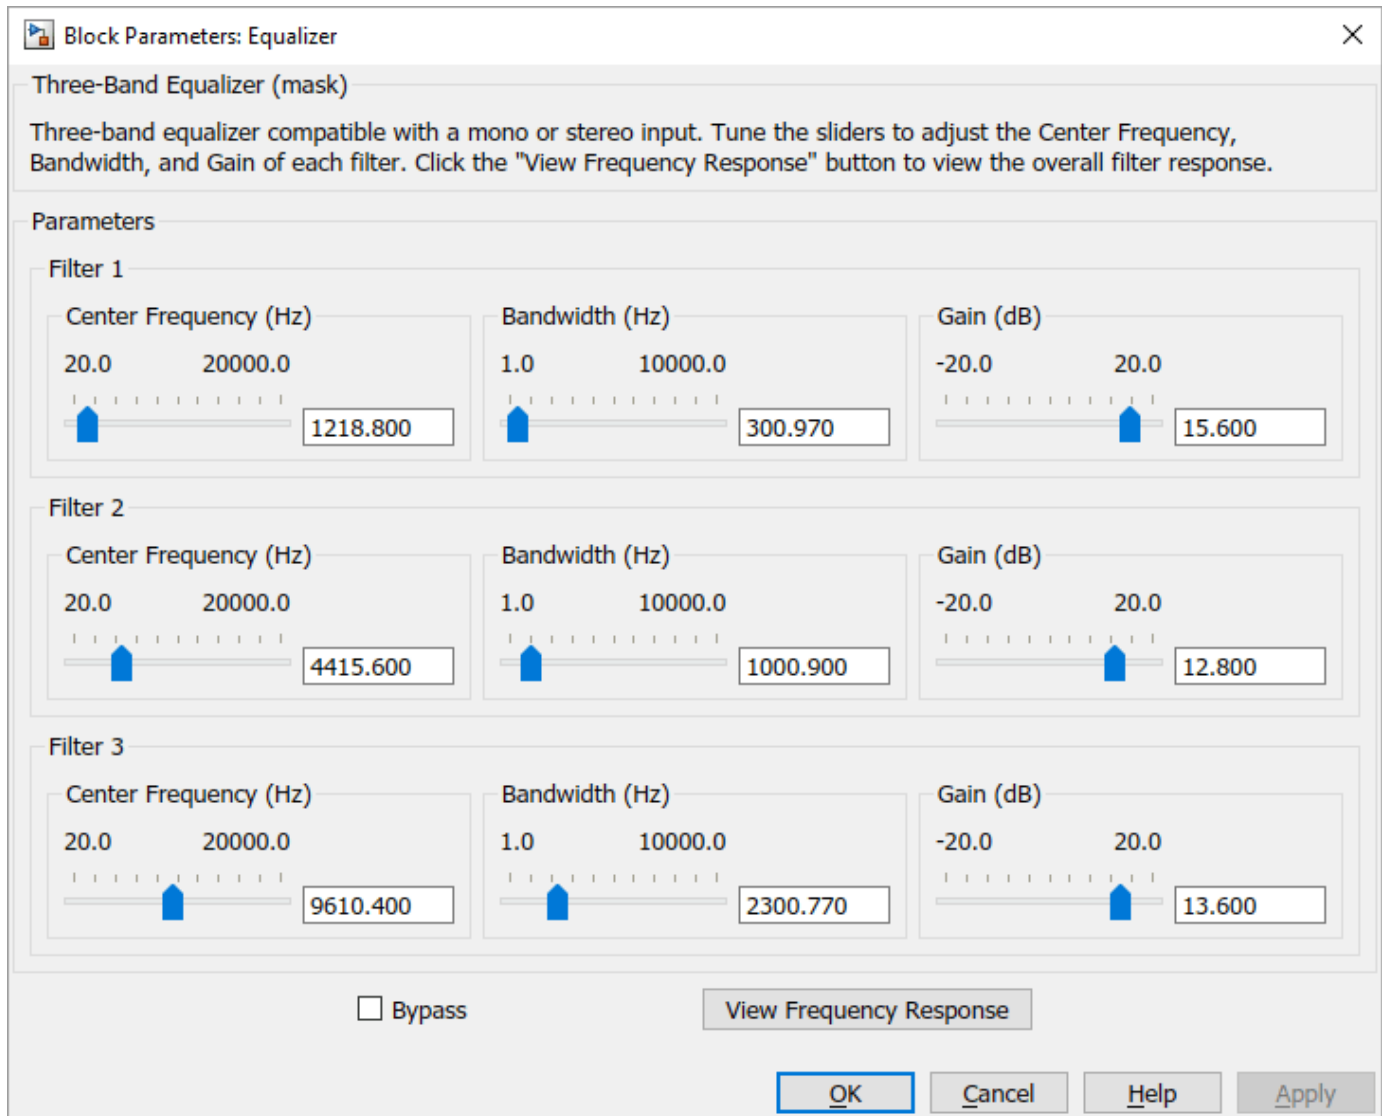 Block Parameters: Equalizer
Three-Band Equalizer (mask)
Three-band equalizer compatible with a mono or stereo input. Tune the sliders to adjust the Center Frequency,
Bandwidth, and Gain of each filter. Click the "View Frequency Response" button to view the overall filter response.
Parameters
Filter 1
Center Frequency (Hz) Bandwidth (Hz) Gain (dB)
20.0 20000.0 1.0 10000.0 -20.0 20.0
1218.800 300.970 15.600
Filter 2
Center Frequency (Hz) Bandwidth (Hz) Gain (dB)
20.0 20000.0 1.0 10000.0 -20.0 20.0
4415.600 1000.900 12.800
Filter 3
Center Frequency (Hz) Bandwidth (Hz) Gain (dB)
20.0 20000.0 1.0 10000.0 -20.0 20.0
9610.400 2300.770 13.600
Bypass View Frequency Response
OK Cancel Help Apply